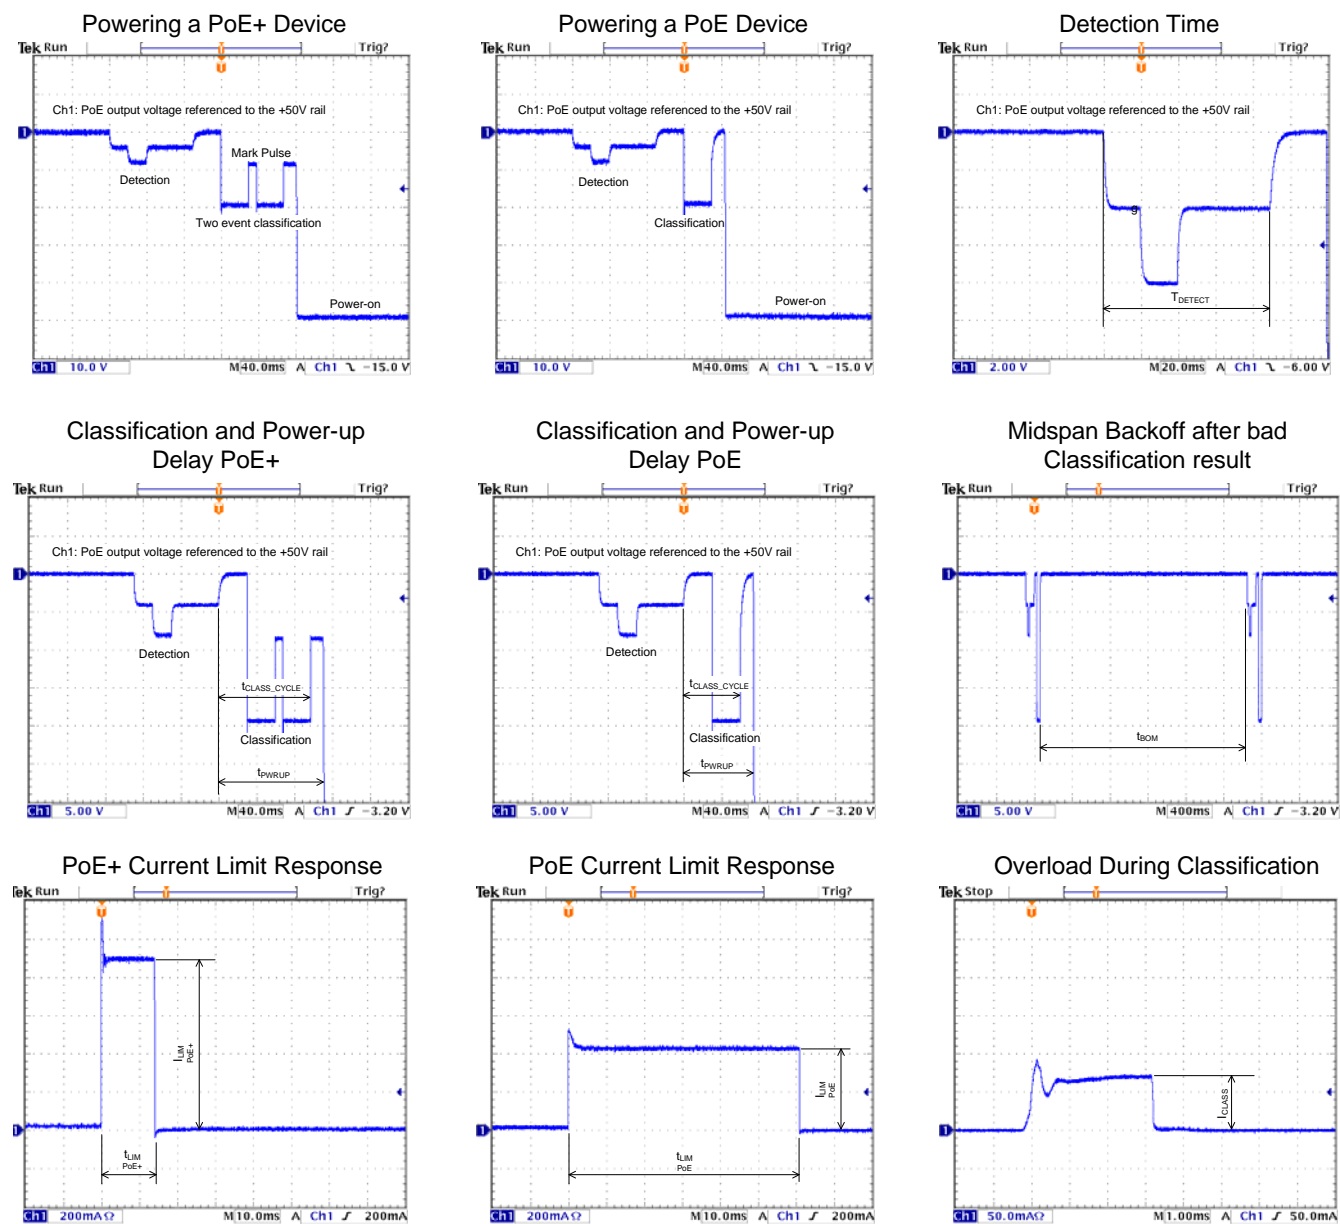 Powering a PoE+ Device
Tek Run
Trig?
Ch1: PoE output voltage referenced to the +50V rail
1
Mark Pulse
Detection
Two event classification
Power-on
Ch1 10.0 V M40.0ms A Ch1 -15.0 V
Powering a PoE Device
Tek Run
Trig?
Ch1: PoE output voltage referenced to the +50V rail
1
Detection
Classification
Power-on
Ch1 10.0 V M40.0ms A Ch1 -15.0 V
Detection Time
Tek Run
Trig?
Ch1: PoE output voltage referenced to the +50V rail
1
g
TDETECT
Ch1 2.00 V M20.0ms A Ch1 -6.00 V
Classification and Power-up
Delay PoE+
Tek Run
Trig?
Ch1: PoE output voltage referenced to the +50V rail
1
Detection
tCLASS_CYCLE
Classification
tPWRUP
Ch1 5.00 V M40.0ms A Ch1 -3.20 V
Classification and Power-up
Delay PoE
Tek Run
Trig?
Ch1: PoE output voltage referenced to the +50V rail
1
Detection
tCLASS_CYCLE
Classification
tPWRUP
Ch1 5.00 V M40.0ms A Ch1 -3.20 V
Midspan Backoff after bad
Classification result
Tek Run
Trig?
1
tBOM
Ch1 5.00 V M400ms A Ch1 -3.20 V
PoE+ Current Limit Response
Tek Run
Trig?
ILIM
PoE+
1
tLIM
PoE+
Ch1 200mAΩ M10.0ms A Ch1 200mA
PoE Current Limit Response
Tek Run
Trig?
ILIM
PoE
1
tLIM
PoE
Ch1 200mAΩ M10.0ms A Ch1 200mA
Overload During Classification
Tek Stop
ICLASS
1
Ch1 50.0mAΩ M1.00ms A Ch1 50.0mA